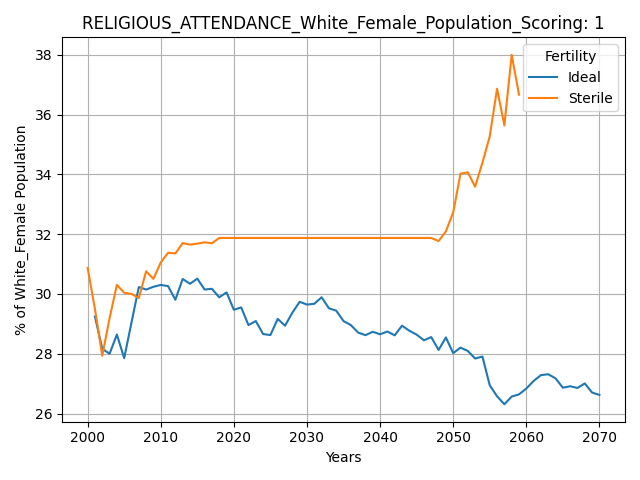 RELIGIOUS_ATTENDANCE_White_Female_Population_Scoring: 1
Fertility
Ideal
Sterile
% of White_Female Population
38
36
34
32
30
28
26
2000 2010 2020 2030 2040 2050 2060 2070
Years